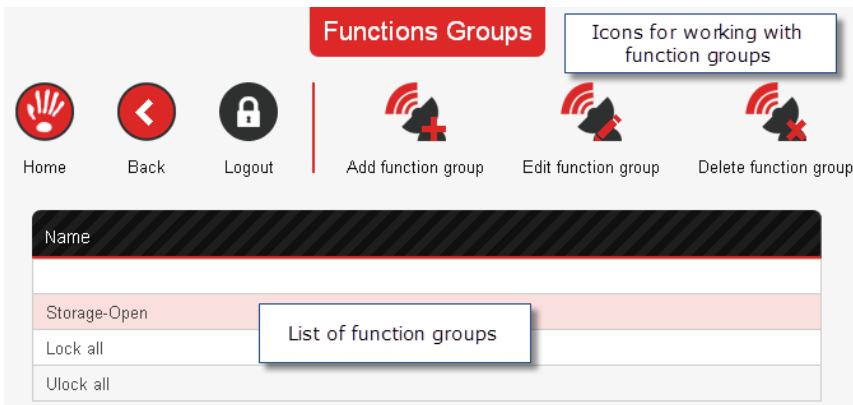 Functions Groups
Icons for working with
function groups
Home
Back
Logout
Add function group
Edit function group
Delete function group
Name
Storage-Open
List of function groups
Lock all
Ulock all